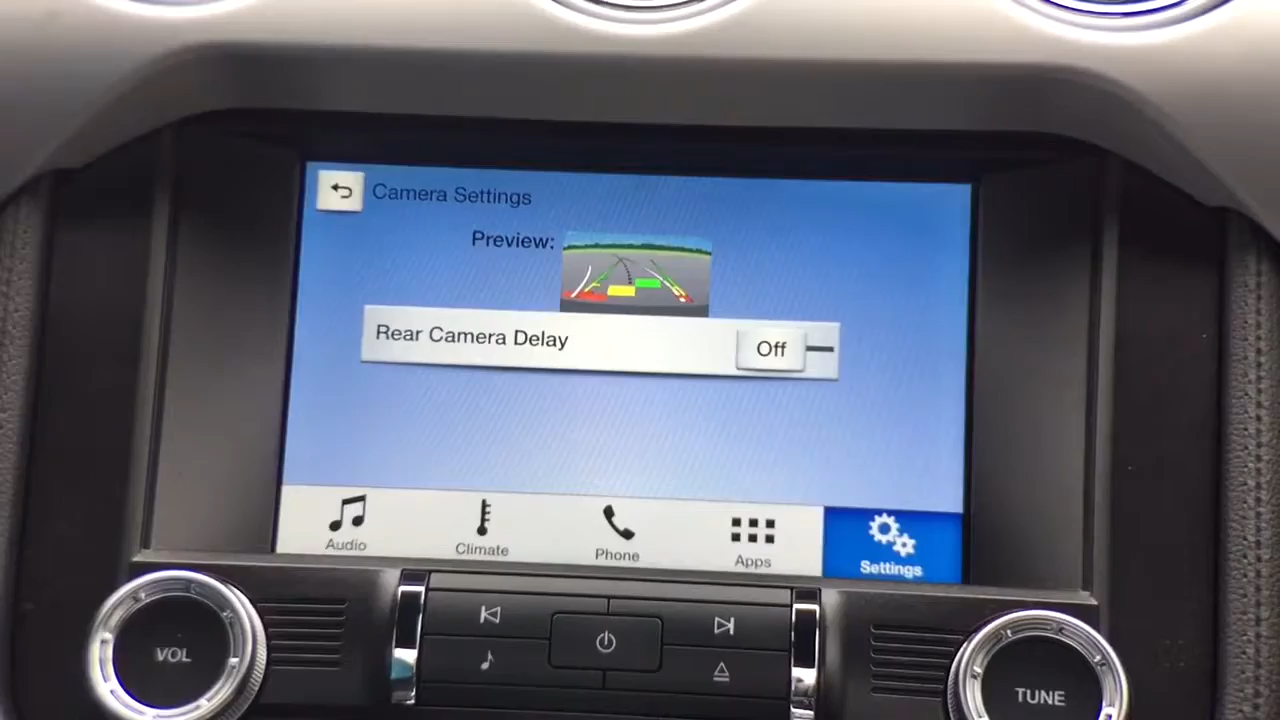 Camera Settings
Preview:
Rear Camera Delay
Off
Audio
Climate
Phone
Apps
Settings
VOL
TUNE